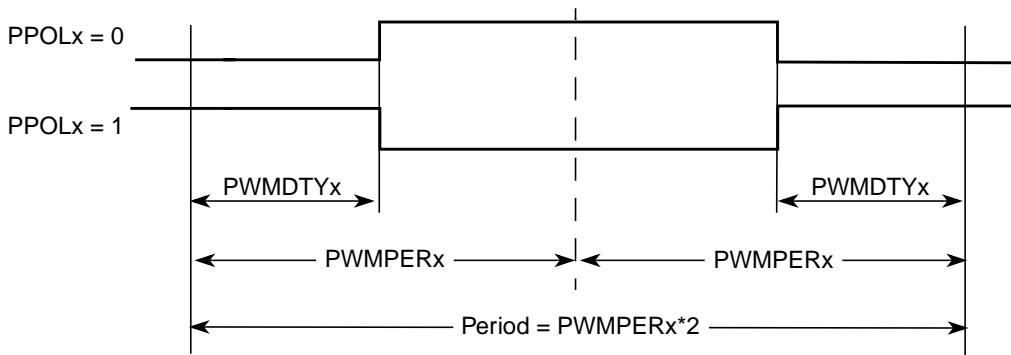 PPOLx = 0
PPOLx = 1
PWMDTYx
PWMDTYx
PWMPERx
PWMPERx
Period = PWMPERx*2